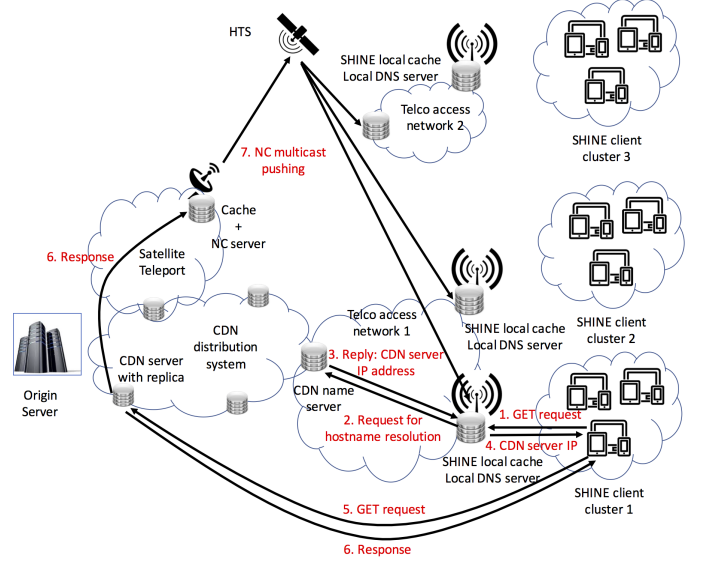 HTS
SHINE local cache
Local DNS server
Telco access
network 2
SHINE client
cluster 3
7. NC multicast
pushing
Cache
+
NC server
6. Response
Satellite
Teleport
SHINE local cache
Local DNS server
SHINE client
cluster 2
Telco access
network 1
CDN
distribution
system
CDN server
with replica
Origin
Server
3. Reply: CDN server
IP address
CDN name
server
2. Request for
hostname resolution
1. GET request
4. CDN server IP
SHINE local cache
Local DNS server
SHINE client
cluster 1
5. GET request
6. Response